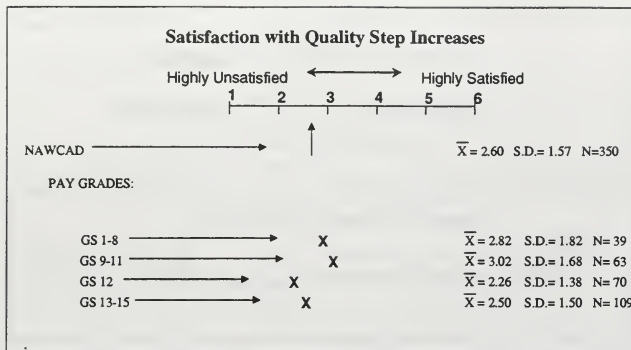 Satisfaction with Quality Step Increases
Highly Unsatisfied Highly Satisfied
1 2 3 4 5 6
NAWCAD X = 2.60 S.D.= 1.57 N=350
PAY GRADES:
GS 1-8 X X = 2.82 S.D.= 1.82 N= 39
GS 9-11 X X = 3.02 S.D.= 1.68 N= 63
GS 12 X X = 2.26 S.D.= 1.38 N= 70
GS 13-15 X X = 2.50 S.D.= 1.50 N= 109